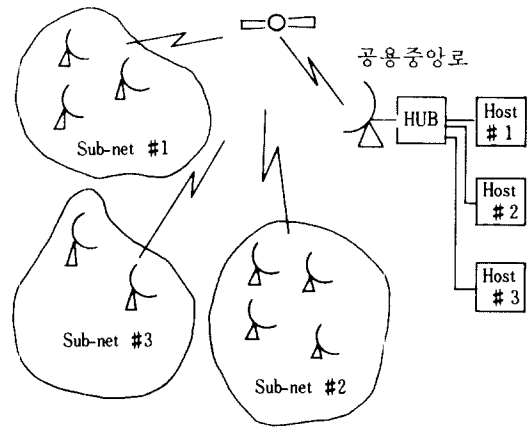 공용중앙로
HUB
Host
#1
Host
#2
Host
#3
Sub-net #1
Sub-net #3
Sub-net #2